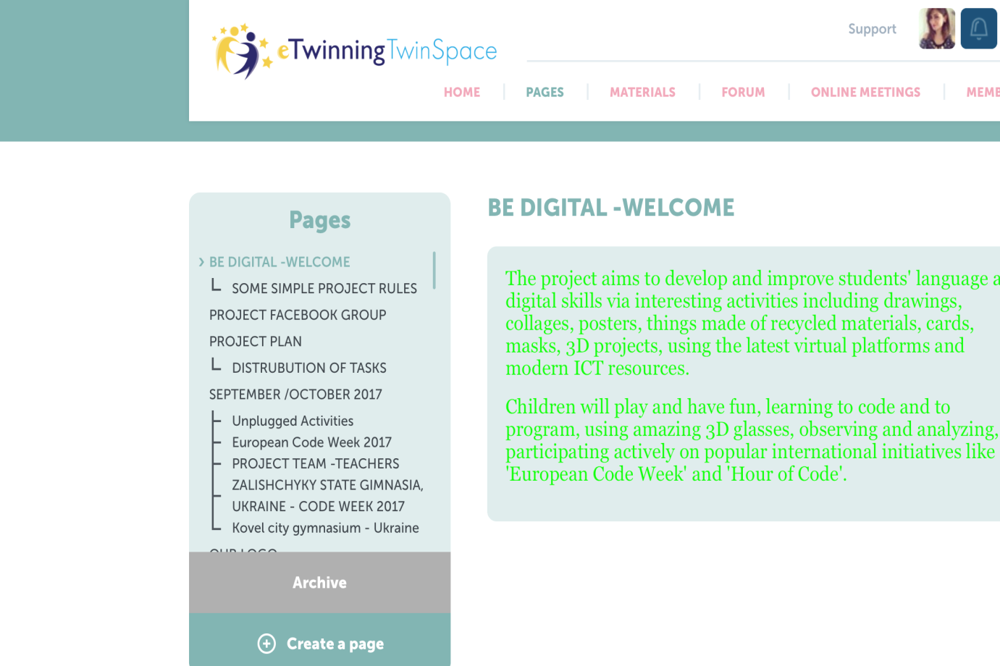 eTwinningTwinSpace
Support
HOME
PAGES
MATERIALS
FORUM
ONLINE MEETINGS
MEMB
Pages
BE DIGITAL -WELCOME
SOME SIMPLE PROJECT RULES
PROJECT FACEBOOK GROUP
PROJECT PLAN
DISTRUBUTION OF TASKS
SEPTEMBER /OCTOBER 2017
Unplugged Activities
European Code Week 2017
PROJECT TEAM -TEACHERS
ZALISHCHYKY STATE GIMNASIA,
UKRAINE - CODE WEEK 2017
Kovel city gymnasium - Ukraine
OUR LOGO
Archive
Create a page
BE DIGITAL -WELCOME
The project aims to develop and improve students' language a
digital skills via interesting activities including drawings,
collages, posters, things made of recycled materials, cards,
masks, 3D projects, using the latest virtual platforms and
modern ICT resources.
Children will play and have fun, learning to code and to
program, using amazing 3D glasses, observing and analyzing,
participating actively on popular international initiatives like
'European Code Week' and 'Hour of Code'.